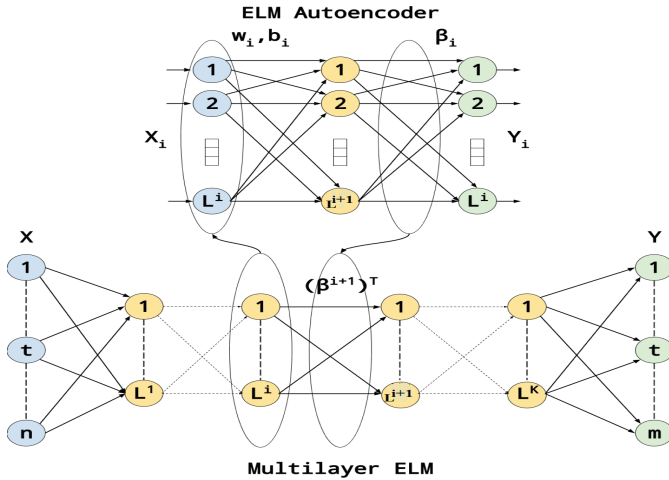 ELM Autoencoder
wᵢ,bᵢ βᵢ
1 1 1
2 2 2
Xᵢ Yᵢ
Lⁱ Lⁱ⁺¹ Lⁱ
X Y
(βⁱ⁺¹)ᵀ
1 1
1 1 1 1
t t
L¹ Lⁱ Lⁱ⁺¹ Lᴷ
n m
Multilayer ELM